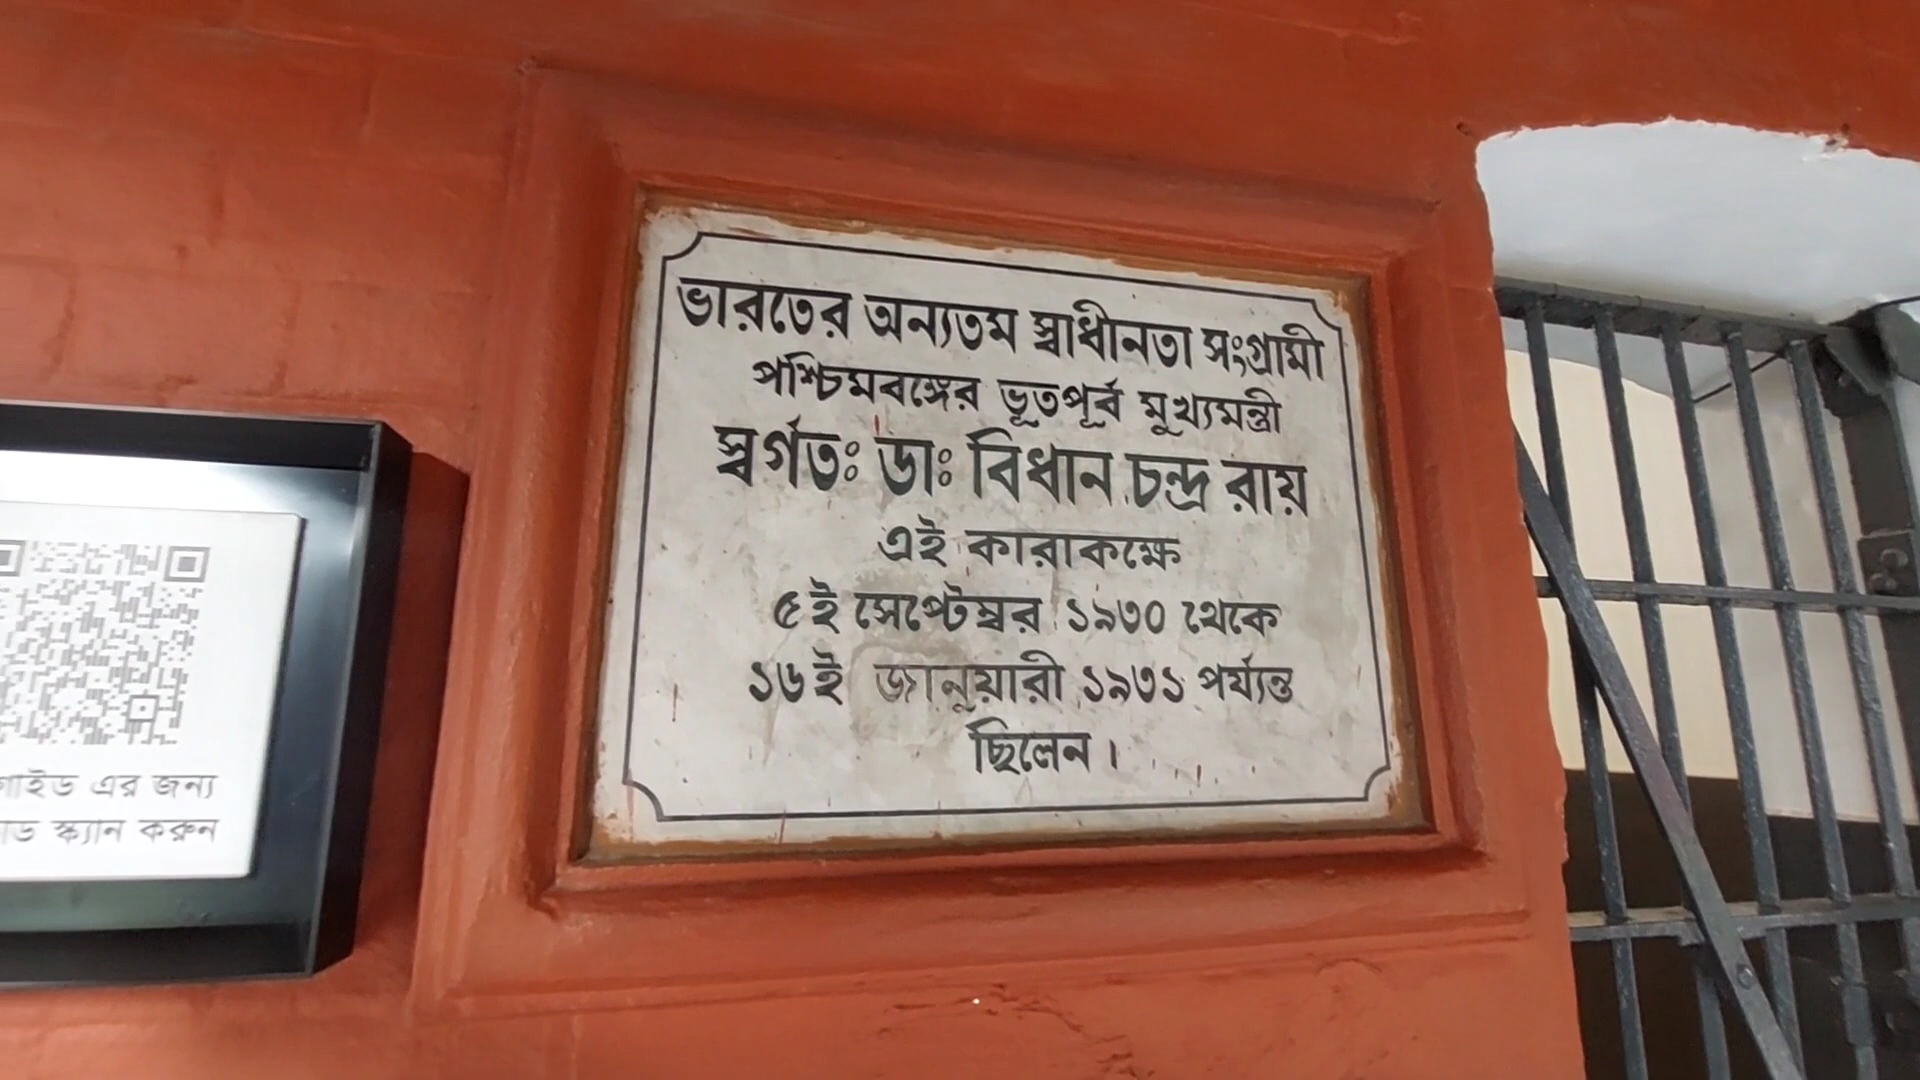 ভারতের অন্যতম স্বাধীনতা সংগ্রামী
পশ্চিমবঙ্গের ভূতপূর্ব মুখ্যমন্ত্রী
স্বর্গতঃ ডাঃ বিধান চন্দ্র রায়
এই কারাকক্ষে
৫ই সেপ্টেম্বর ১৯৩০ থেকে
১৬ই জানুয়ারী ১৯৩১ পর্য্যন্ত
ছিলেন।
এর জন্য
স্ক্যান করুন